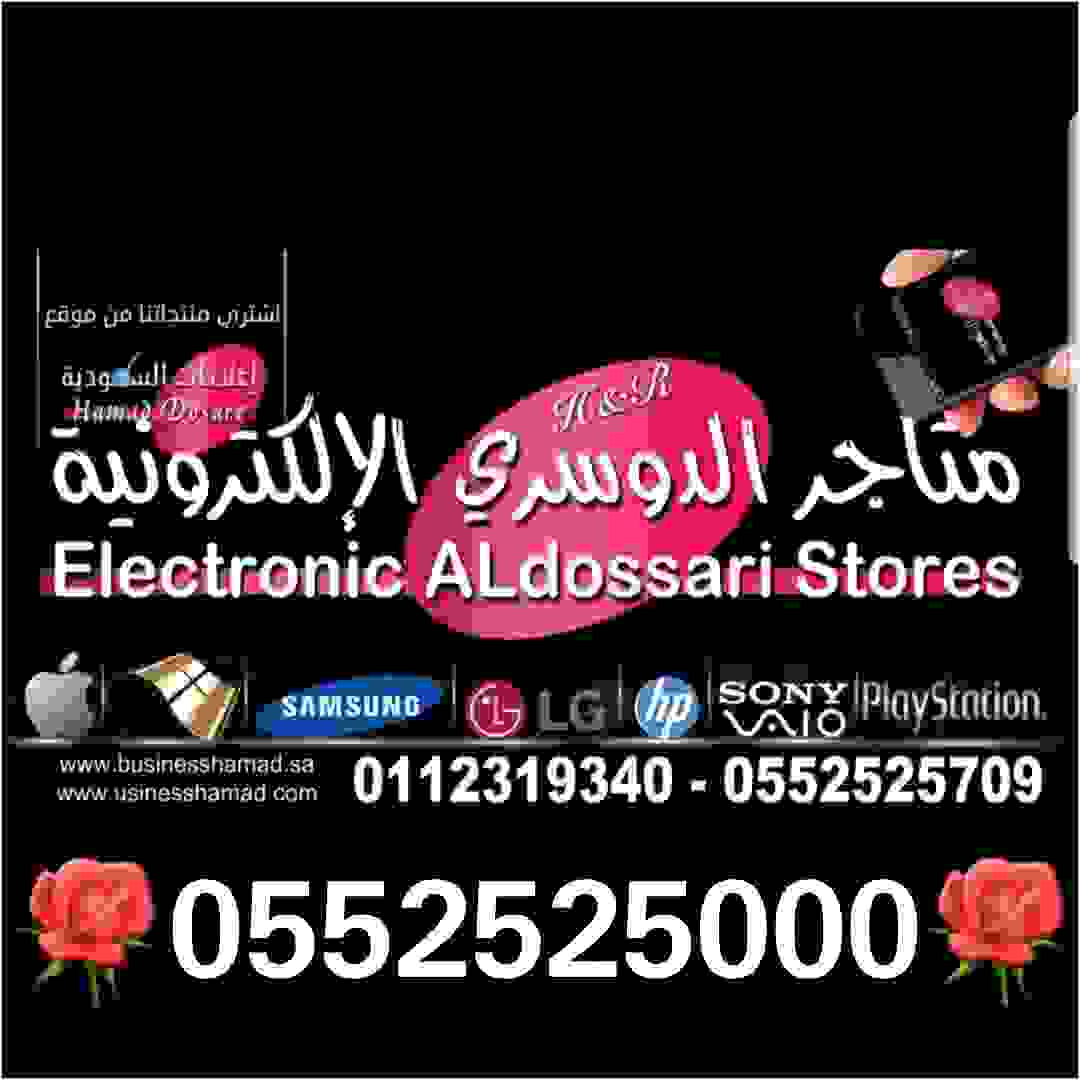 اشتري منتجاتنا من موقع
اعلانات السعودية
Hamad Dosare
H&R
متاجر الدوسري الإلكترونية
Electronic ALdossari Stores
SAMSUNG
LG LG
hp
SONY
VAIO
PlayStation.
www.businesshamad.sa
www.usinesshamad.com
0112319340 - 0552525709
0552525000